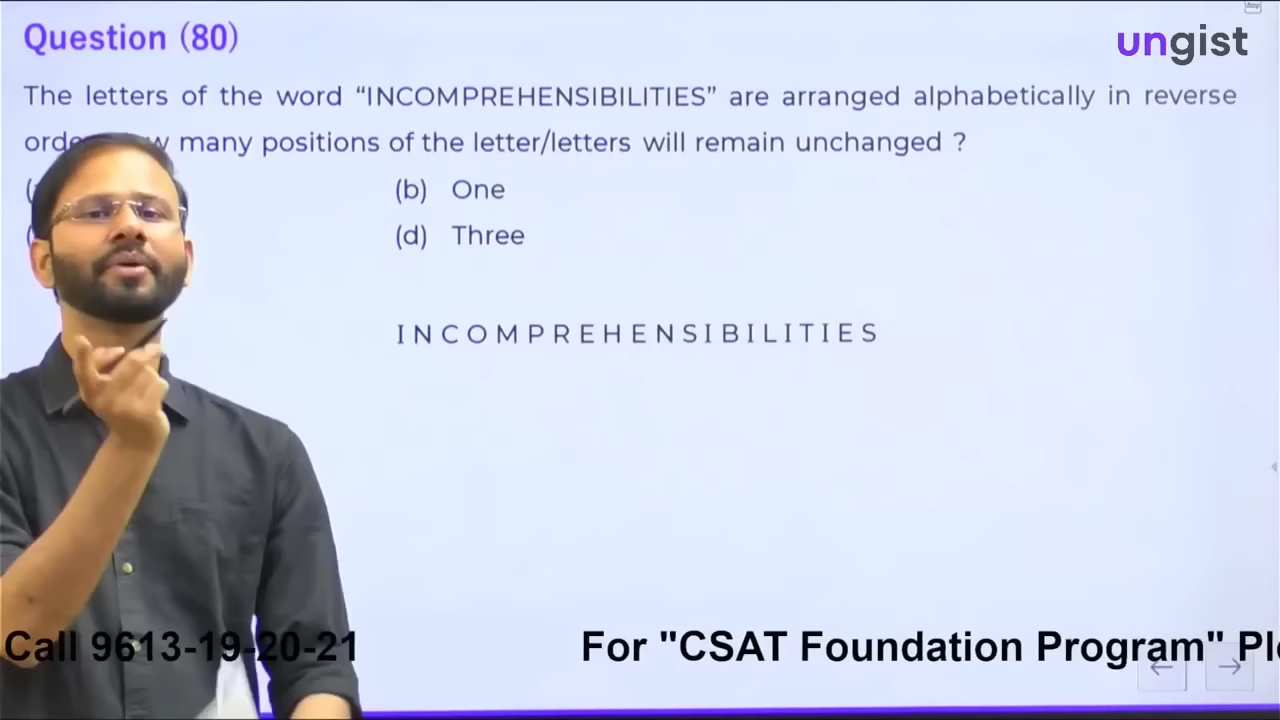 Question (80)
ungist
The letters of the word “INCOMPREHENSIBILITIES” are arranged alphabetically in reverse
many positions of the letter/letters will remain unchanged ?
(b) One
(d) Three
INCOMPREHENSIBILITIES
Call 9613-19-20-21 For "CSAT Foundation Program"